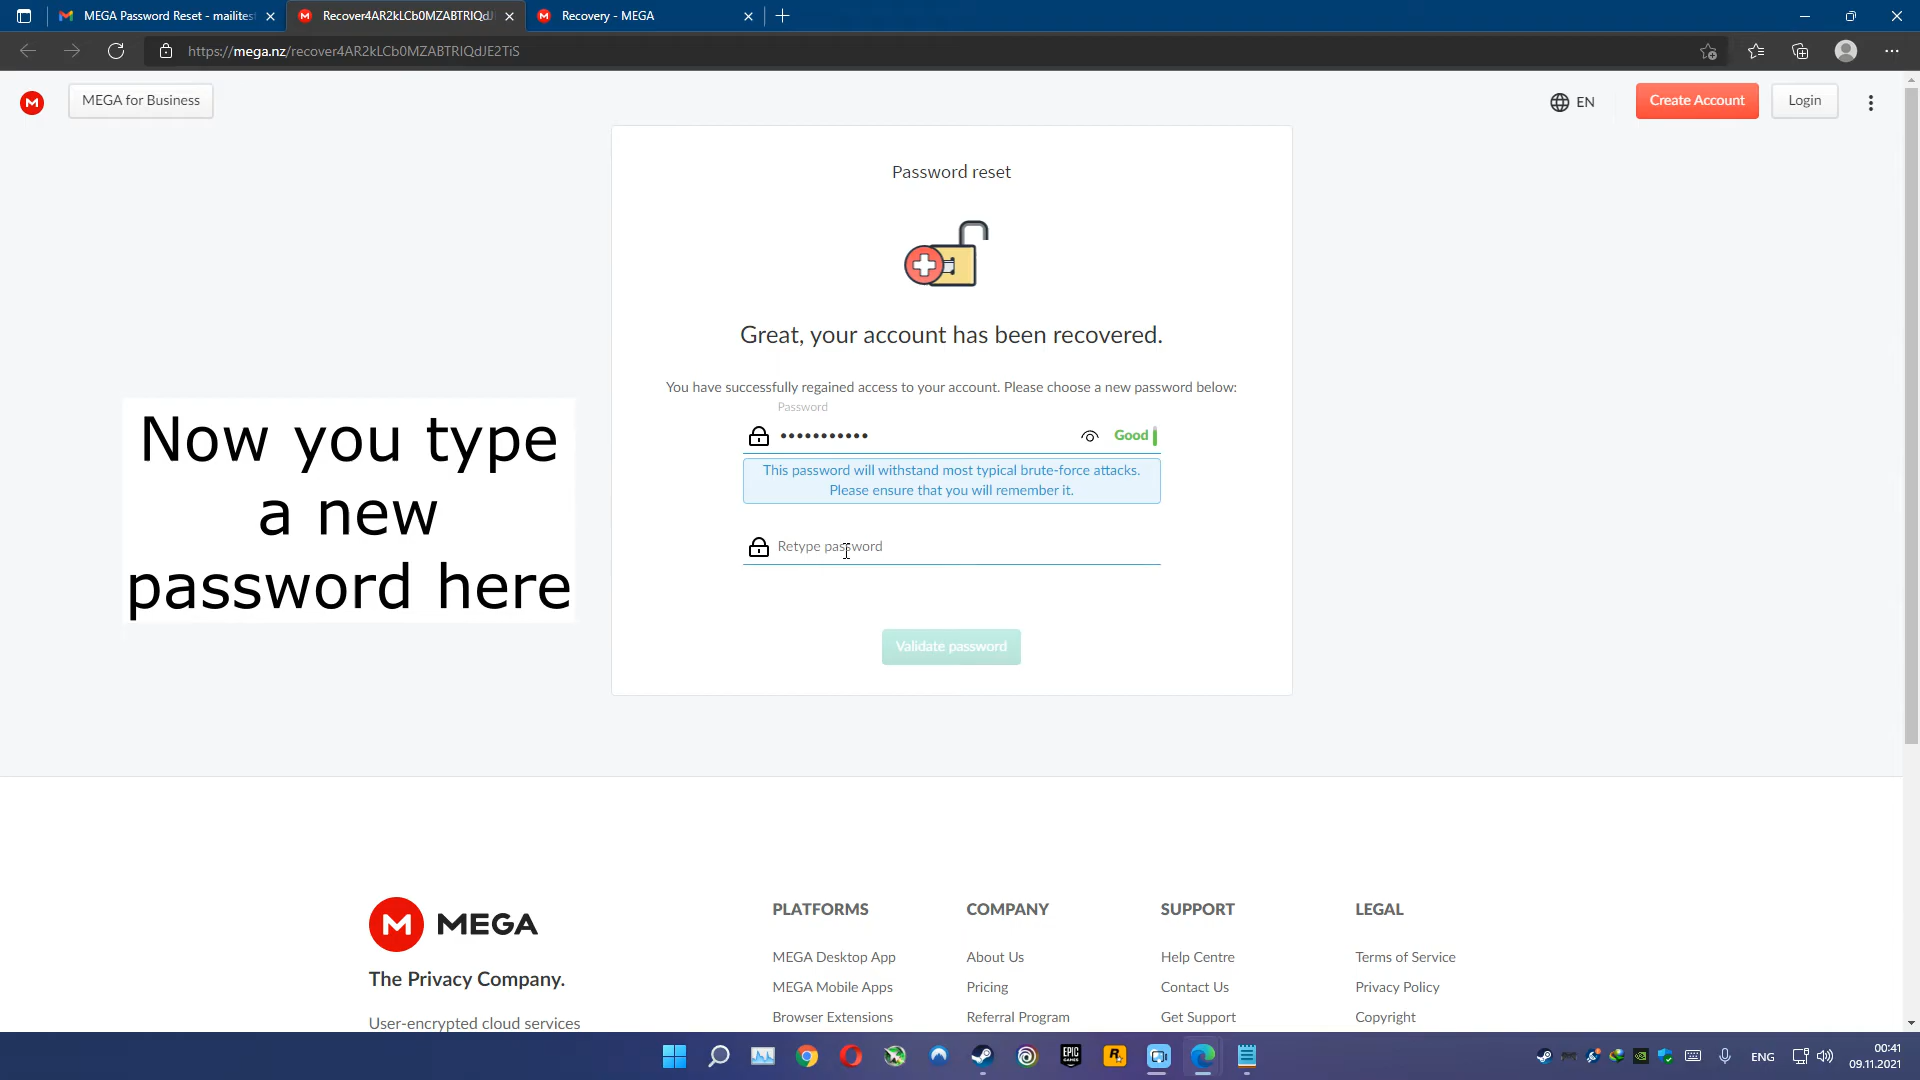 MEGA Password Reset - mailites
Recover4AR2kLCb0MZABTRIQdJ
Recovery - MEGA
https://mega.nz/recover4AR2kLCb0MZABTRIQdJE2TiS
MEGA for Business
EN
Create Account
Login
Password reset
Great, your account has been recovered.
You have successfully regained access to your account. Please choose a new password below:
Password
•••••••••••
Good
This password will withstand most typical brute-force attacks.
Please ensure that you will remember it.
Retype password
Validate password
Now you type
a new
password here
MEGA
The Privacy Company.
User-encrypted cloud services
PLATFORMS
MEGA Desktop App
MEGA Mobile Apps
Browser Extensions
COMPANY
About Us
Pricing
Referral Program
SUPPORT
Help Centre
Contact Us
Get Support
LEGAL
Terms of Service
Privacy Policy
Copyright
EPIC
GAMES
ENG
00:41
09.11.2021